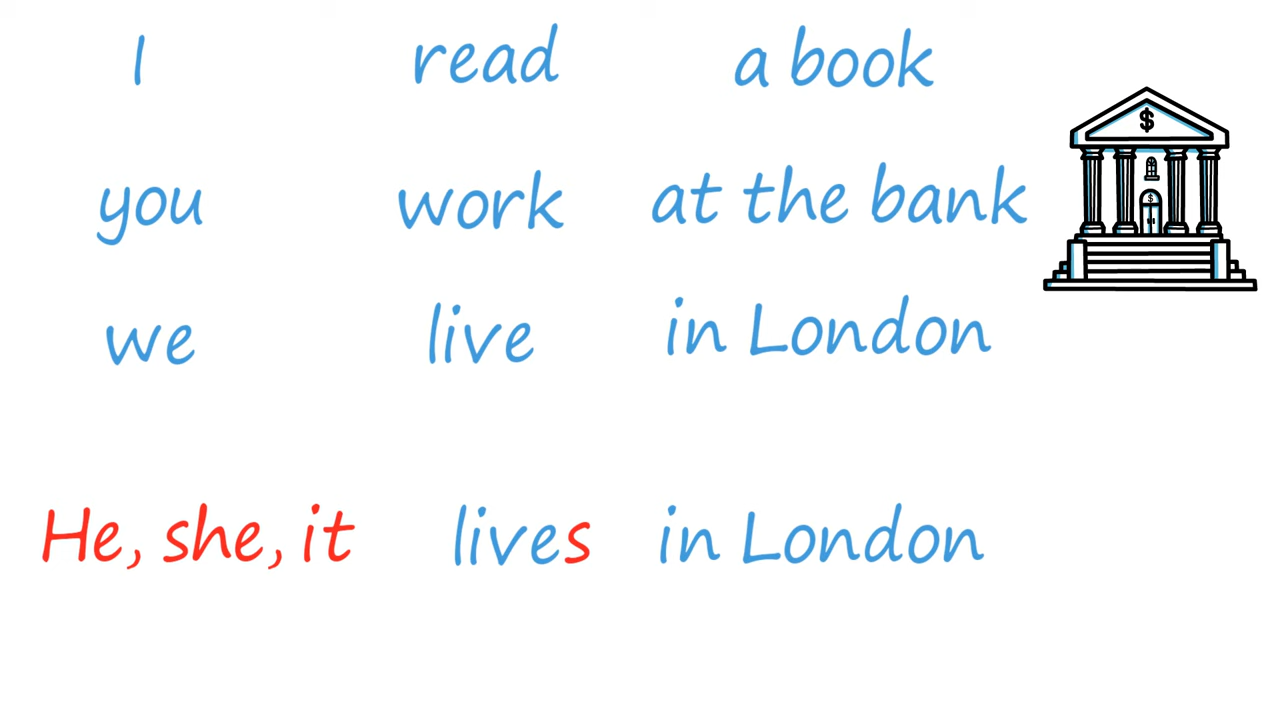 I read a book
$
you work at the bank
$
we live in London
He, she, it lives in London